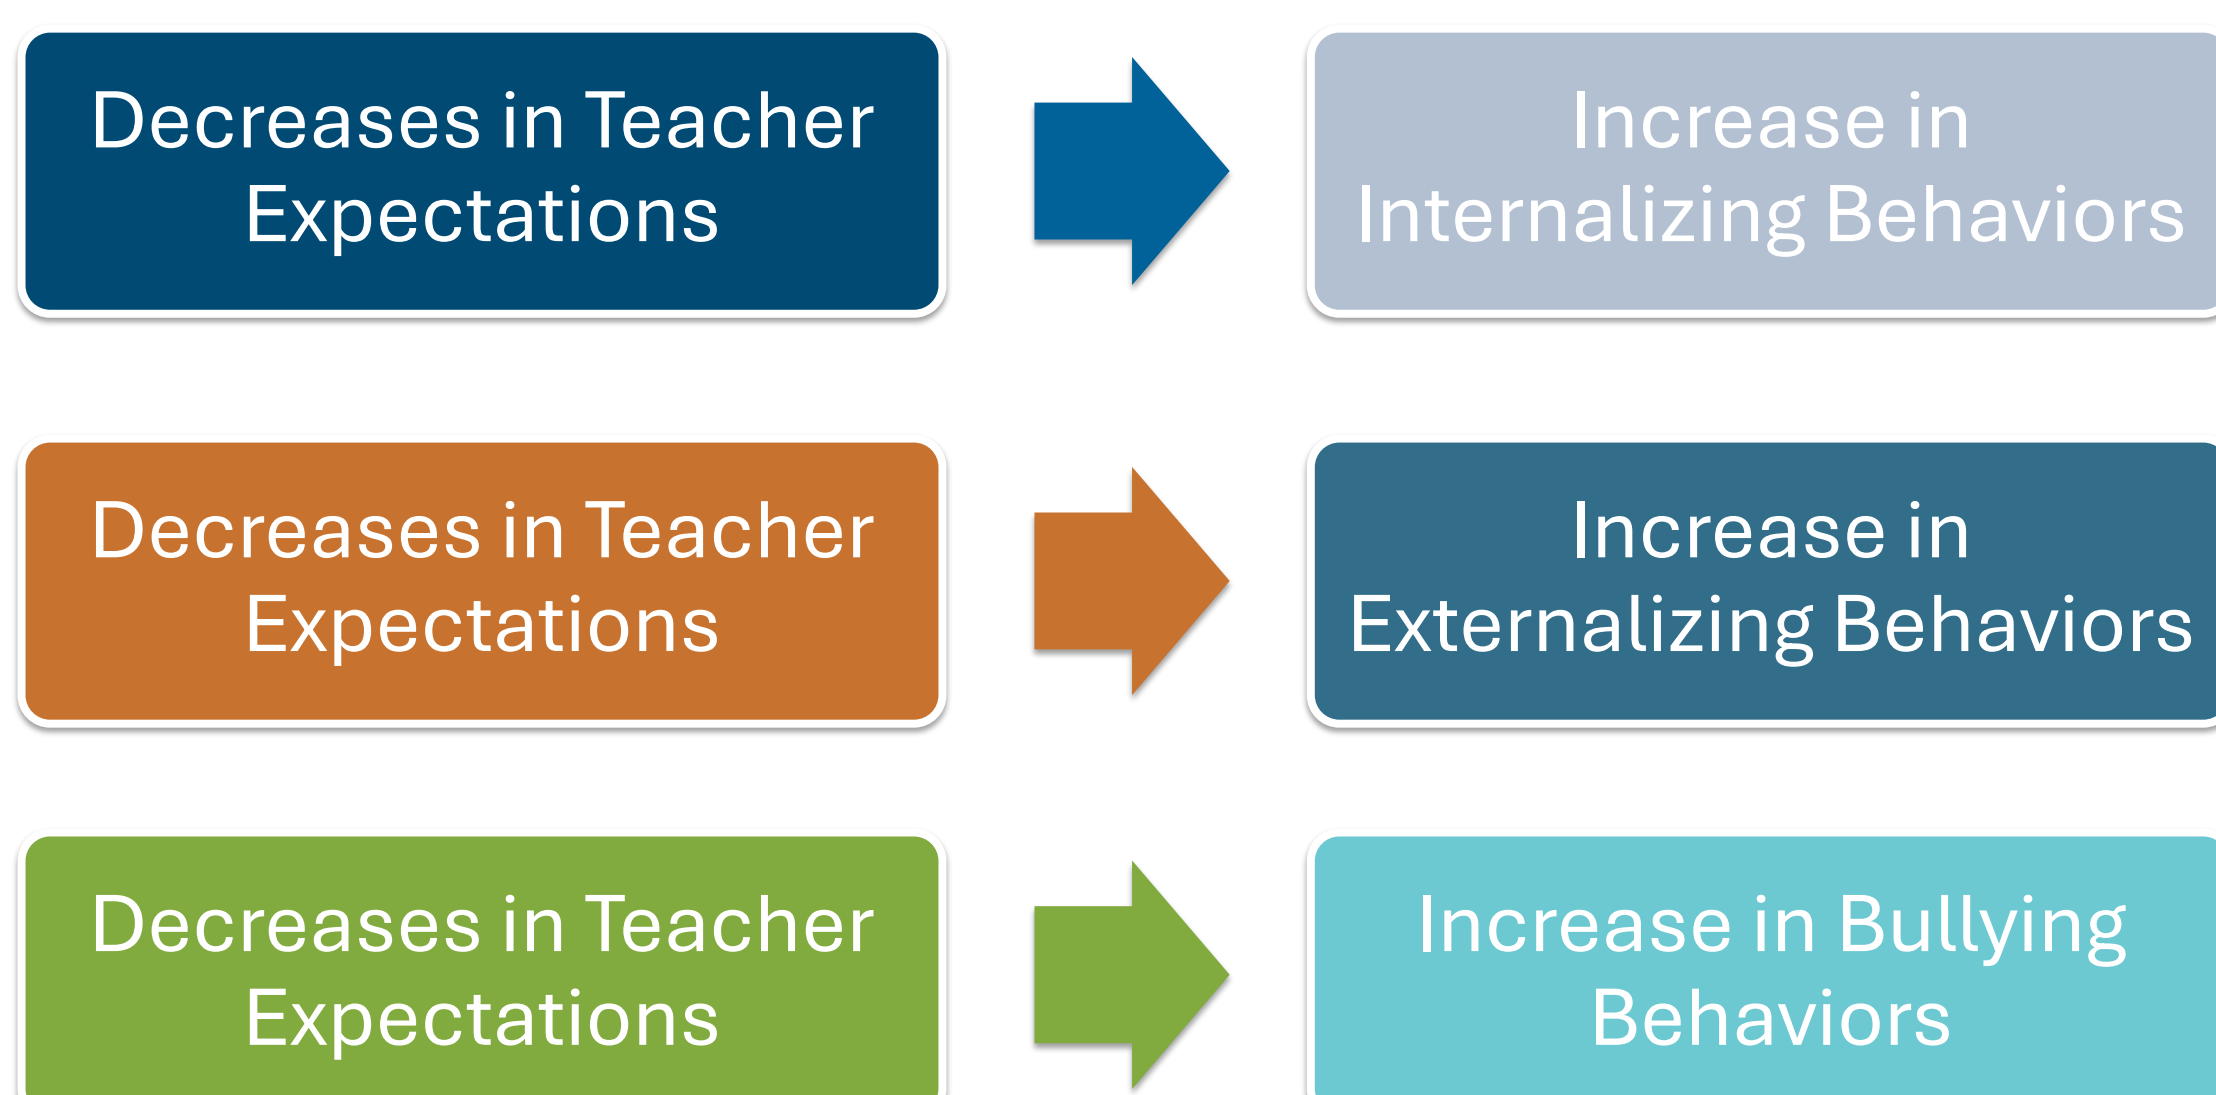 Decreases in Teacher
Expectations
Increase in
Internalizing Behaviors
Decreases in Teacher
Expectations
Increase in
Externalizing Behaviors
Decreases in Teacher
Expectations
Increase in Bullying
Behaviors